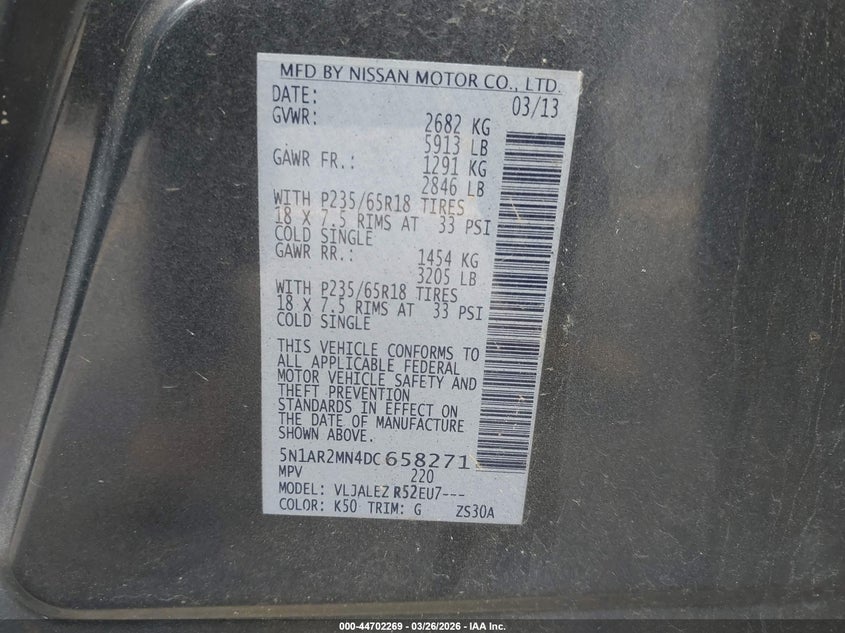 MFD BY NISSAN MOTOR CO., LTD.
DATE: 03/13
GVWR: 2682 KG
5913 LB
GAWR FR.: 1291 KG
2846 LB
WITH P235/65R18 TIRES
18 X 7.5 RIMS AT 33 PSI
COLD SINGLE
GAWR RR.: 1454 KG
3205 LB
WITH P235/65R18 TIRES
18 X 7.5 RIMS AT 33 PSI
COLD SINGLE
THIS VEHICLE CONFORMS TO
ALL APPLICABLE FEDERAL
MOTOR VEHICLE SAFETY AND
THEFT PREVENTION
STANDARDS IN EFFECT ON
THE DATE OF MANUFACTURE
SHOWN ABOVE.
5N1AR2MN4DC658271
MPV 220
MODEL: VLJALEZ R52EU7---
COLOR: K50 TRIM: G ZS30A
000-44702269 - 03/26/2026 - IAA Inc.